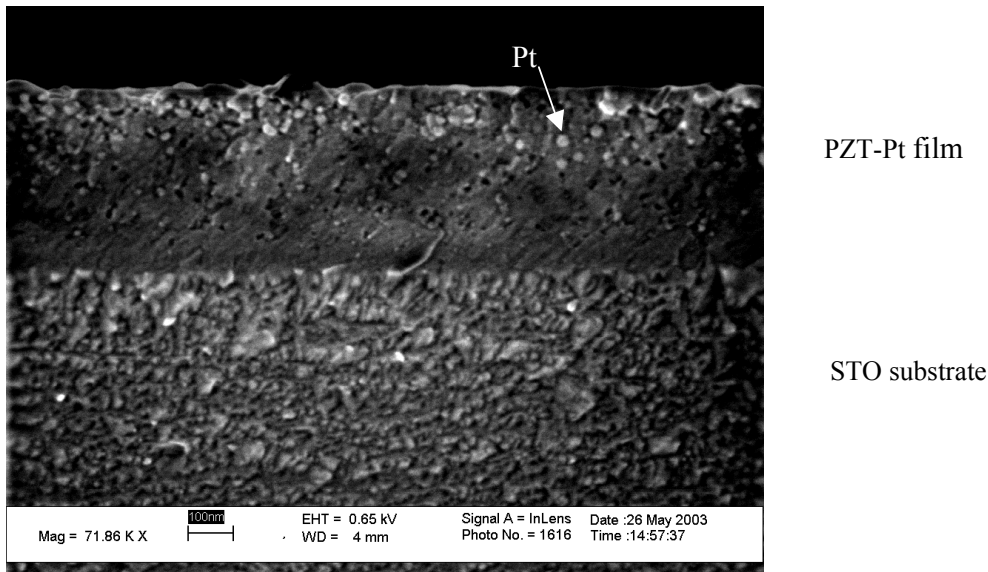 Pt
PZT-Pt film
STO substrate
100nm
Mag = 71.86 K X
EHT = 0.65 kV
WD = 4 mm
Signal A = InLens
Photo No. = 1616
Date :26 May 2003
Time :14:57:37